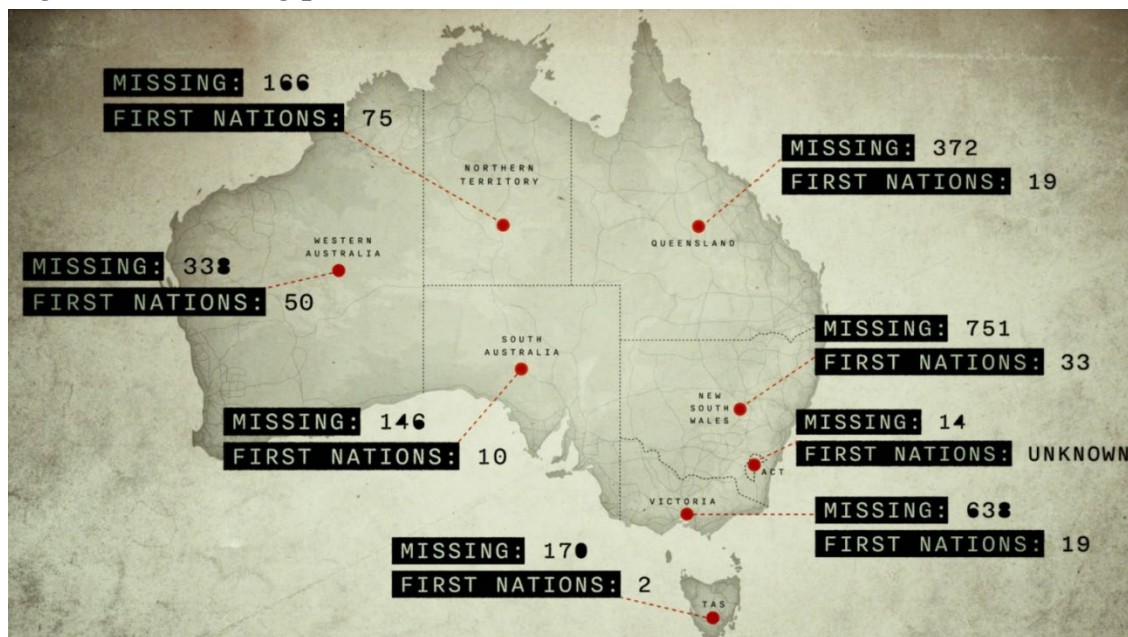 MISSING: 166
FIRST NATIONS: 75
NORTHERN
TERRITORY
MISSING: 372
FIRST NATIONS: 19
QUEENSLAND
WESTERN
AUSTRALIA
MISSING: 338
FIRST NATIONS: 50
SOUTH
AUSTRALIA
MISSING: 751
FIRST NATIONS: 33
NEW
SOUTH
WALES
MISSING: 146
FIRST NATIONS: 10
MISSING: 14
FIRST NATIONS: UNKNOWN
ACT
VICTORIA
MISSING: 638
FIRST NATIONS: 19
MISSING: 170
FIRST NATIONS: 2
TAS